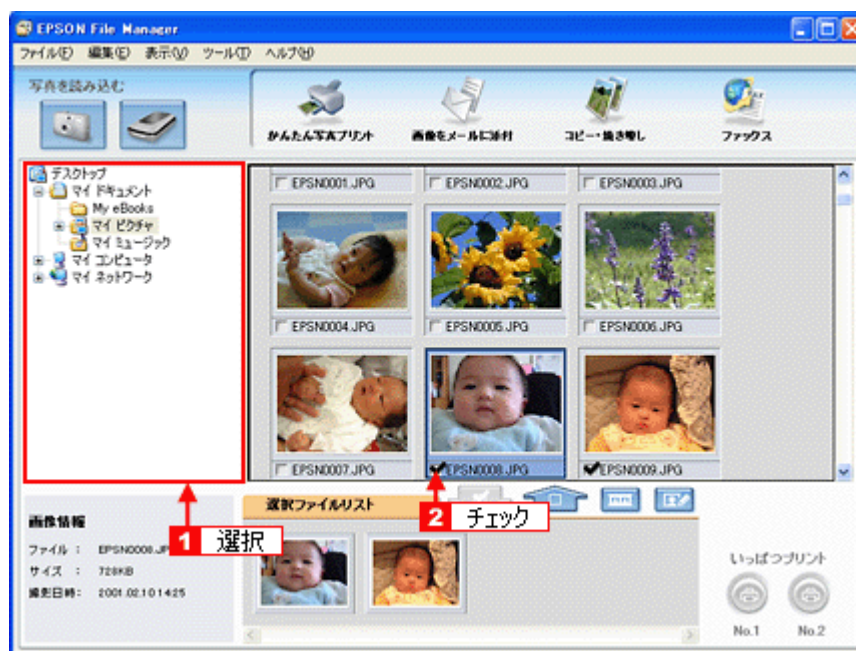 EPSON File Manager
ファイル(F) 編集(E) 表示(V) ツール(T) ヘルプ(H)
写真を読み込む
かんたん写真プリント 画像をメールに添付 コピー・焼き増し ファックス
デスクトップ
マイ ドキュメント
My eBooks
マイ ピクチャ
マイ ミュージック
マイ コンピュータ
マイ ネットワーク
EPSN0001.JPG EPSN0002.JPG EPSN0003.JPG
EPSN0004.JPG EPSN0005.JPG EPSN0006.JPG
EPSN0007.JPG EPSN0008.JPG EPSN0009.JPG
選択ファイルリスト
1 選択
2 チェック
画像情報
ファイル : EPSN0008.JP
サイズ : 728KB
撮影日時: 2001.02.10 14:25
いっぱつプリント
No.1 No.2